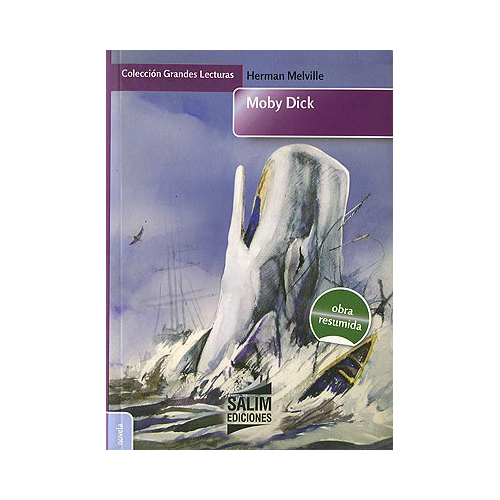 Colección Grandes Lecturas
Herman Melville
Moby Dick
obra
resumida
SALIM
EDICIONES
novela